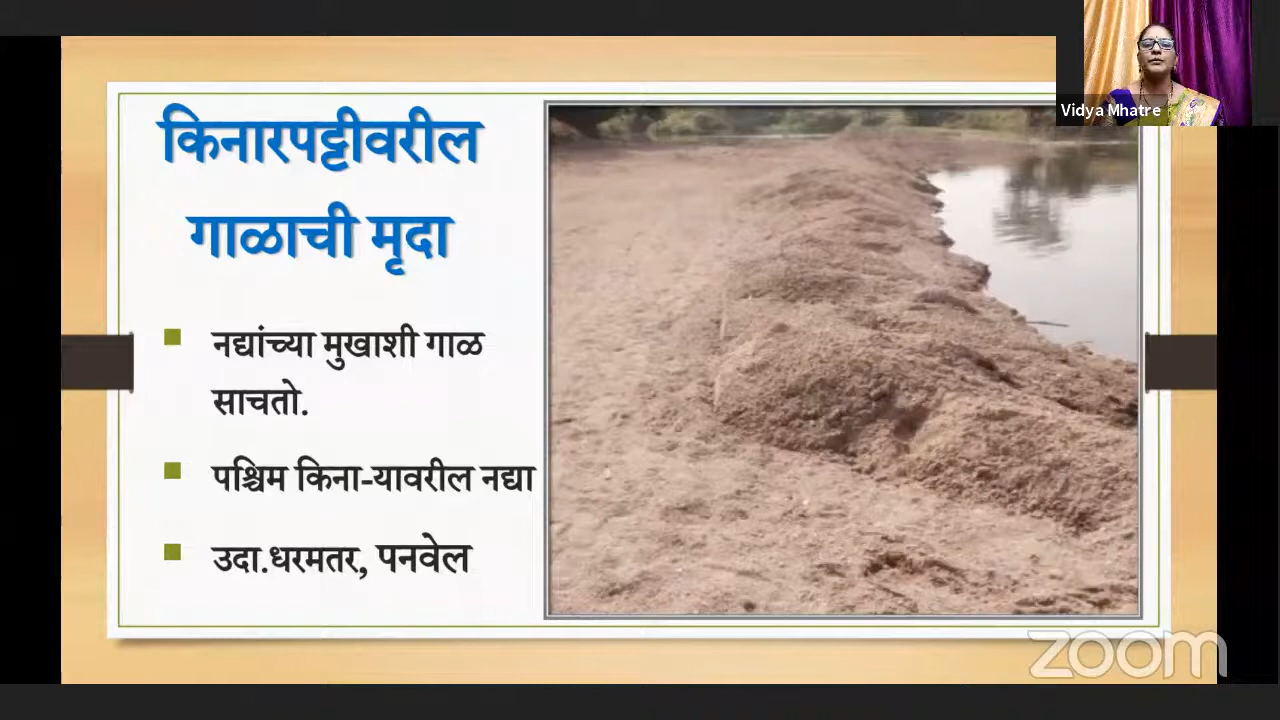 किनारपट्टीवरील
गाळाची मृदा
नद्यांच्या मुखाशी गाळ
साचतो.
पश्चिम किना-यावरील नद्या
उदा.धरमतर, पनवेल
Vidya Mhatre
zoom